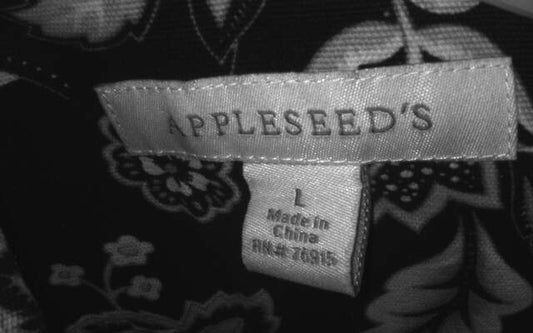 APPLESEED'S
L
Made in
China
RN# 76915